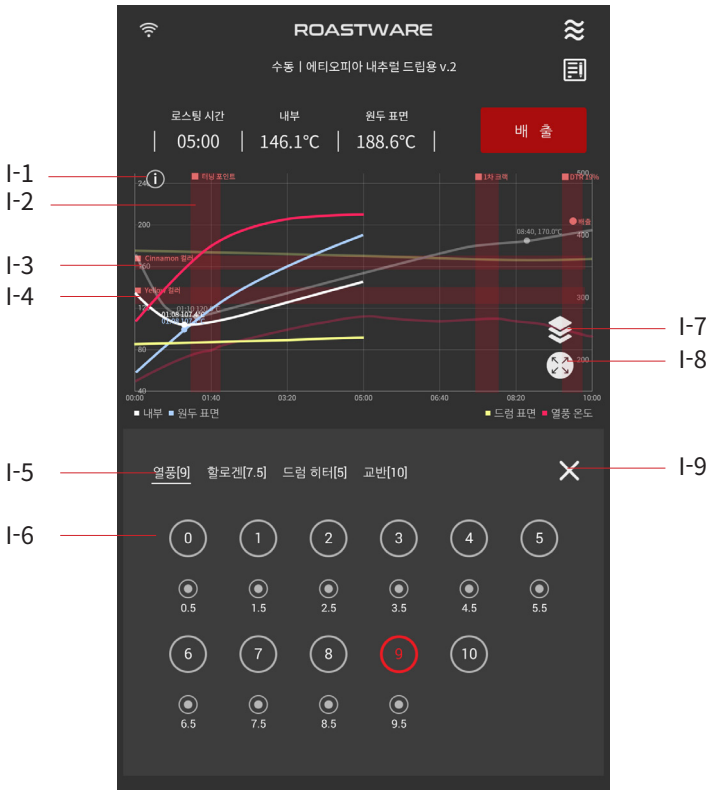 ROASTWARE
수동 | 에티오피아 내추럴 드립용 v.2
로스팅 시간 내부 원두 표면
05:00 146.1°C 188.6°C
배 출
I-1
I-2
I-3
I-4
I-5
I-6
I-7
I-8
I-9
터닝 포인트 1차 크랙 DTR 19%
240 500
200 400
배출
08:40, 170.0°C
Cinnamon 컬러
160
Yellow 컬러
300
120
01:08 107.4°C
80 200
40
00:00 01:40 03:20 05:00 06:40 08:20 10:00
내부 원두 표면 드럼 표면 열풍 온도
열풍[9] 할로겐[7.5] 드럼 히터[5] 교반[10]
0 1 2 3 4 5
0.5 1.5 2.5 3.5 4.5 5.5
6 7 8 9 10
6.5 7.5 8.5 9.5